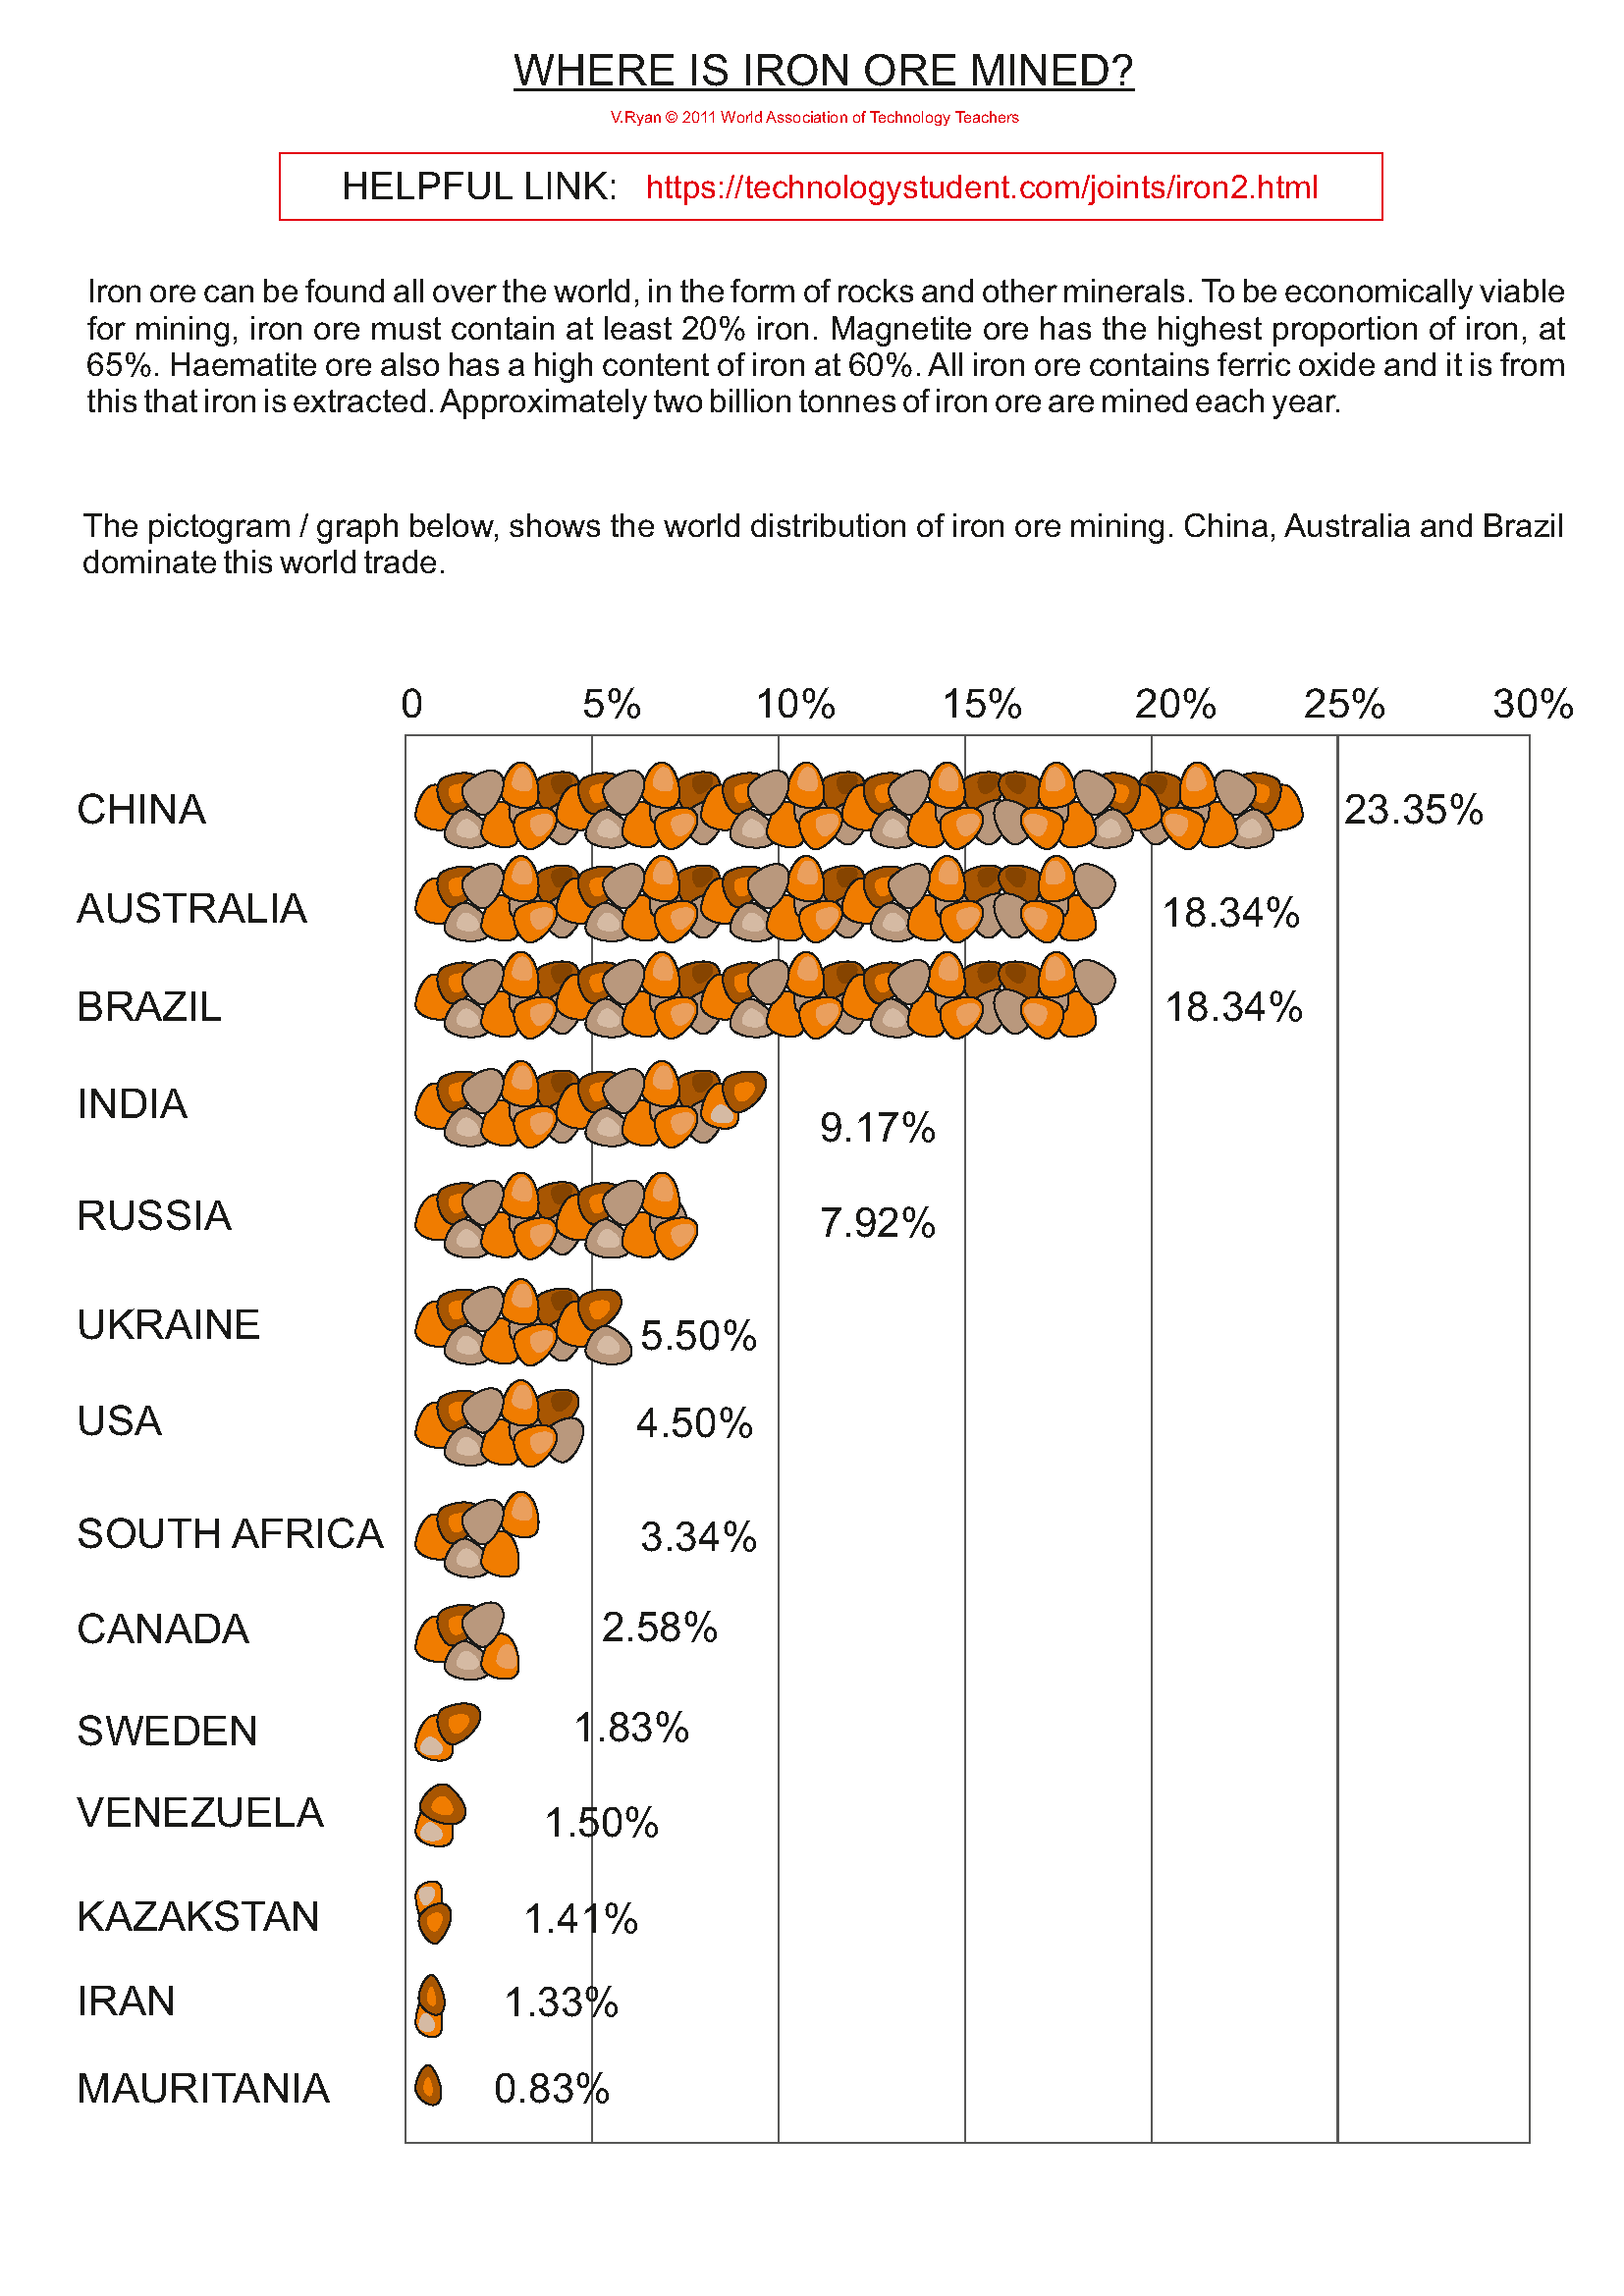 WHERE IS IRON ORE MINED?
V.Ryan © 2011 World Association of Technology Teachers
HELPFUL LINK: https://technologystudent.com/joints/iron2.html
Iron ore can be found all over the world, in the form of rocks and other minerals. To be economically viable
for mining, iron ore must contain at least 20% iron. Magnetite ore has the highest proportion of iron, at
65%. Haematite ore also has a high content of iron at 60%. All iron ore contains ferric oxide and it is from
this that iron is extracted. Approximately two billion tonnes of iron ore are mined each year.
The pictogram / graph below, shows the world distribution of iron ore mining. China, Australia and Brazil
dominate this world trade.
0 5% 10% 15% 20% 25% 30%
CHINA 23.35%
AUSTRALIA 18.34%
BRAZIL 18.34%
INDIA 9.17%
RUSSIA 7.92%
UKRAINE 5.50%
USA 4.50%
SOUTH AFRICA 3.34%
CANADA 2.58%
SWEDEN 1.83%
VENEZUELA 1.50%
KAZAKSTAN 1.41%
IRAN 1.33%
MAURITANIA 0.83%